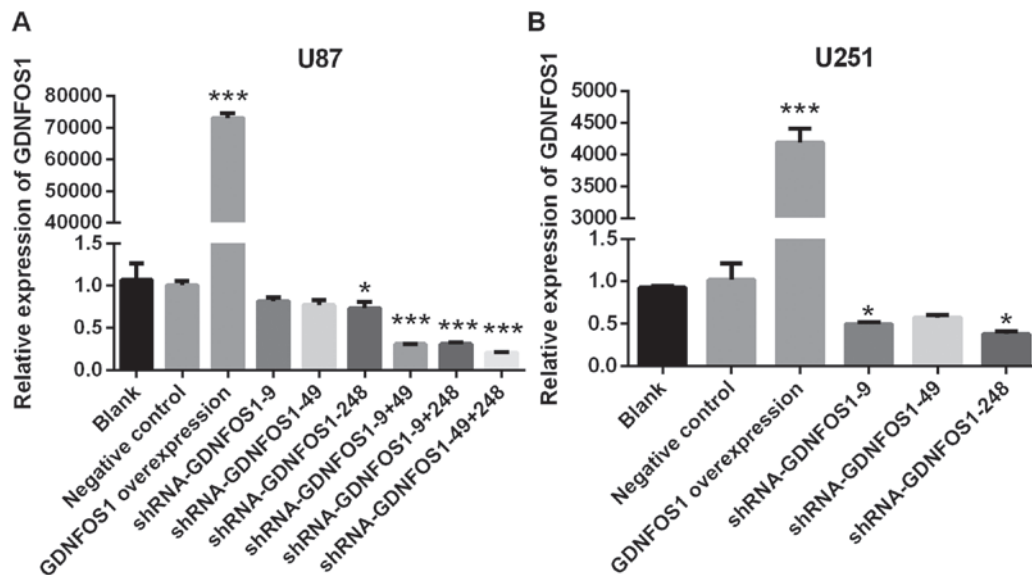 A
U87
Relative expression of GDNFOS1
80000
70000
60000
50000
40000
1.5
1.0
0.5
0.0
***
*
***
***
***
Blank
Negative control
GDNFOS1 overexpression
shRNA-GDNFOS1-9
shRNA-GDNFOS1-49
shRNA-GDNFOS1-248
shRNA-GDNFOS1-9+49
shRNA-GDNFOS1-9+248
shRNA-GDNFOS1-49+248
B
U251
Relative expression of GDNFOS1
5000
4500
4000
3500
3000
1.5
1.0
0.5
0.0
***
*
*
Blank
Negative control
GDNFOS1 overexpression
shRNA-GDNFOS1-9
shRNA-GDNFOS1-49
shRNA-GDNFOS1-248